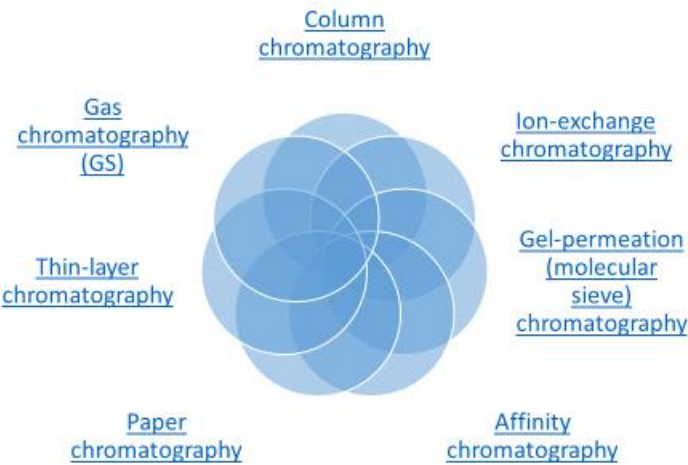 Column
chromatography
Gas
chromatography
(GS)
Ion-exchange
chromatography
Gel-permeation
(molecular
sieve)
chromatography
Thin-layer
chromatography
Paper
chromatography
Affinity
chromatography